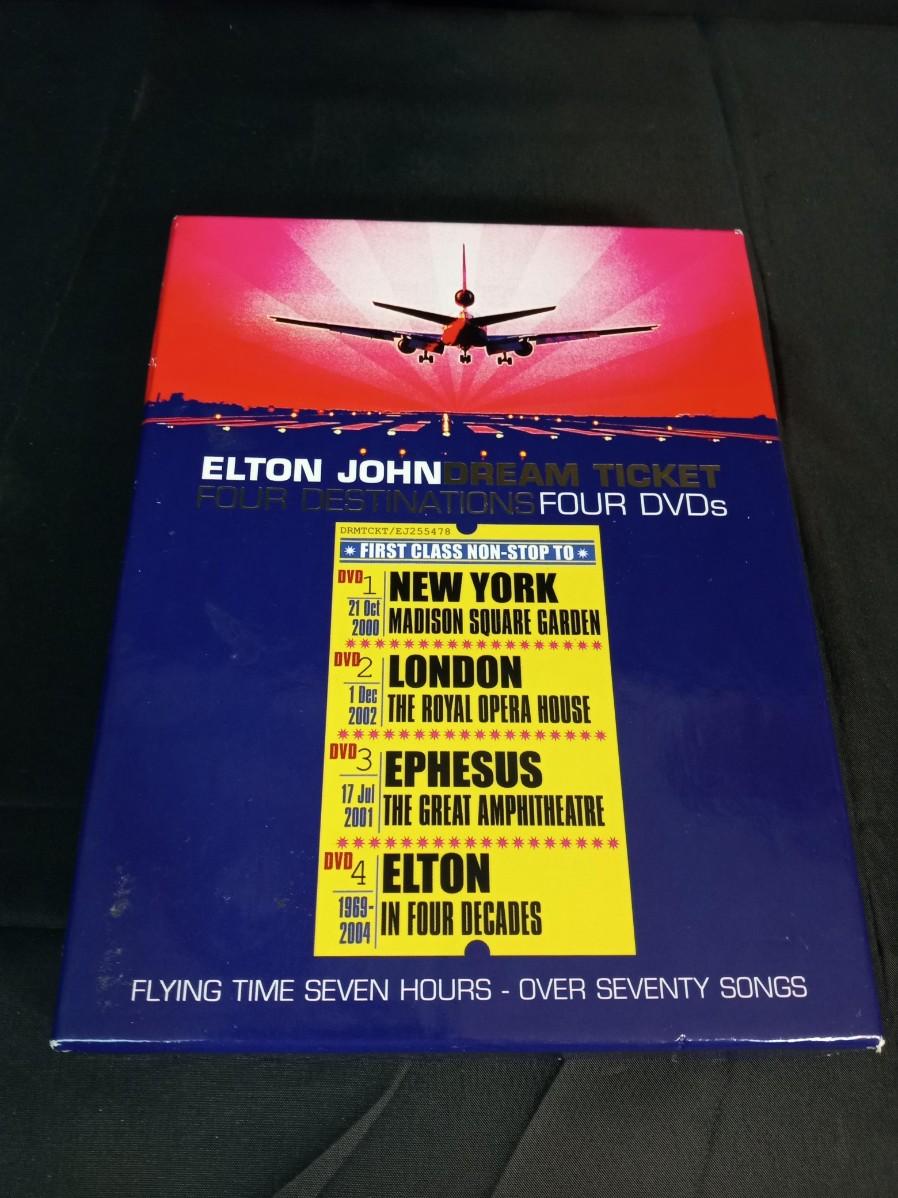 ELTON JOHN DREAM TICKET
FOUR DESTINATIONS FOUR DVDs
DRMTCKT/EJ255478
FIRST CLASS NON-STOP TO
DVD 1
21 Oct
2000
NEW YORK
MADISON SQUARE GARDEN
DVD 2
1 Dec
2002
LONDON
THE ROYAL OPERA HOUSE
DVD 3
17 Jul
2001
EPHESUS
THE GREAT AMPHITHEATRE
DVD 4
1969-
2004
ELTON
IN FOUR DECADES
FLYING TIME SEVEN HOURS - OVER SEVENTY SONGS